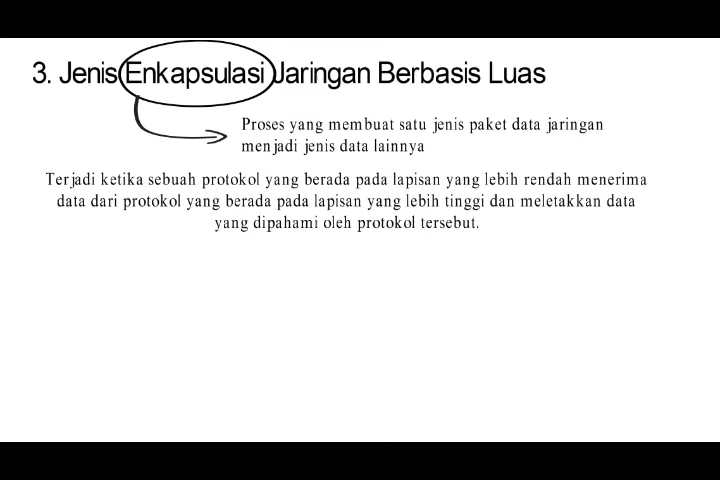 3. Jenis Enkapsulasi Jaringan Berbasis Luas
Proses yang membuat satu jenis paket data jaringan
menjadi jenis data lainnya
Terjadi ketika sebuah protokol yang berada pada lapisan yang lebih rendah menerima
data dari protokol yang berada pada lapisan yang lebih tinggi dan meletakkan data
yang dipahami oleh protokol tersebut.